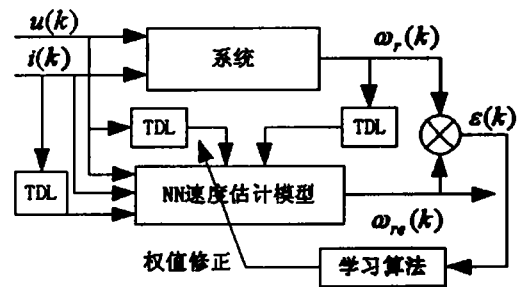 u(k)
i(k)
系统
ω_r(k)
TDL
TDL
ε(k)
TDL
NN速度估计模型
ω_re(k)
权值修正
学习算法